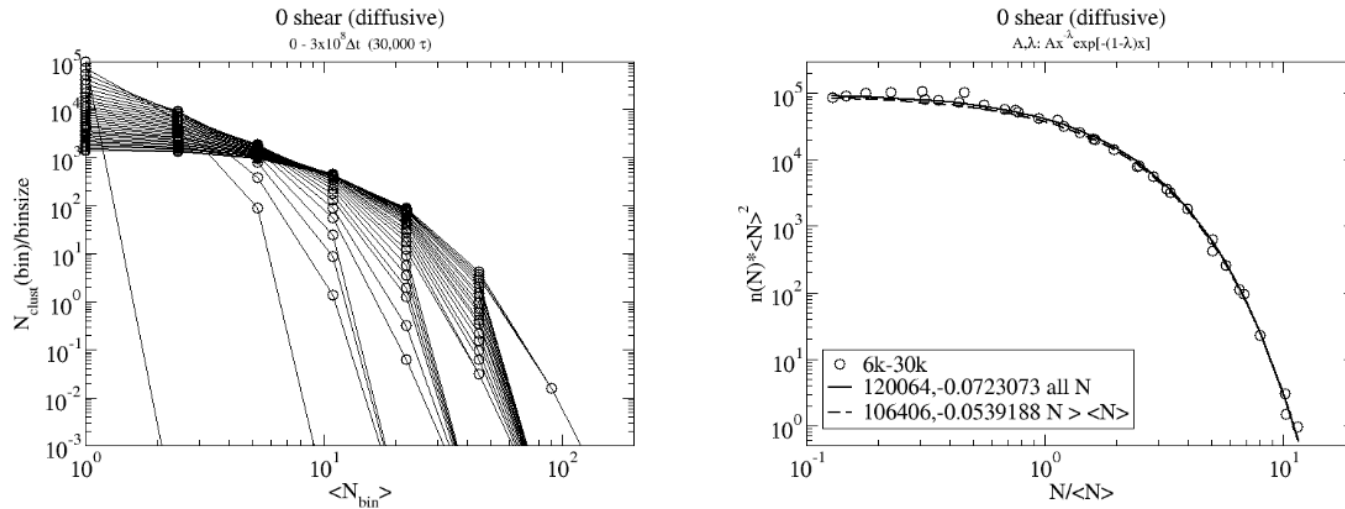 0 shear (diffusive)
0 - 3x10^8Δt (30,000 τ)
10^5
10^4
10^3
10^2
10^1
10^0
10^-1
10^-2
10^-3
N_clust(bin)/binsize
10^0
10^1
10^2
<N_bin>
0 shear (diffusive)
A,λ: Ax^-λexp[-(1-λ)x]
10^5
10^4
10^3
10^2
10^1
10^0
n(N)*<N>^2
6k-30k
120064,-0.0723073 all N
106406,-0.0539188 N > <N>
10^-1
10^0
10^1
N/<N>